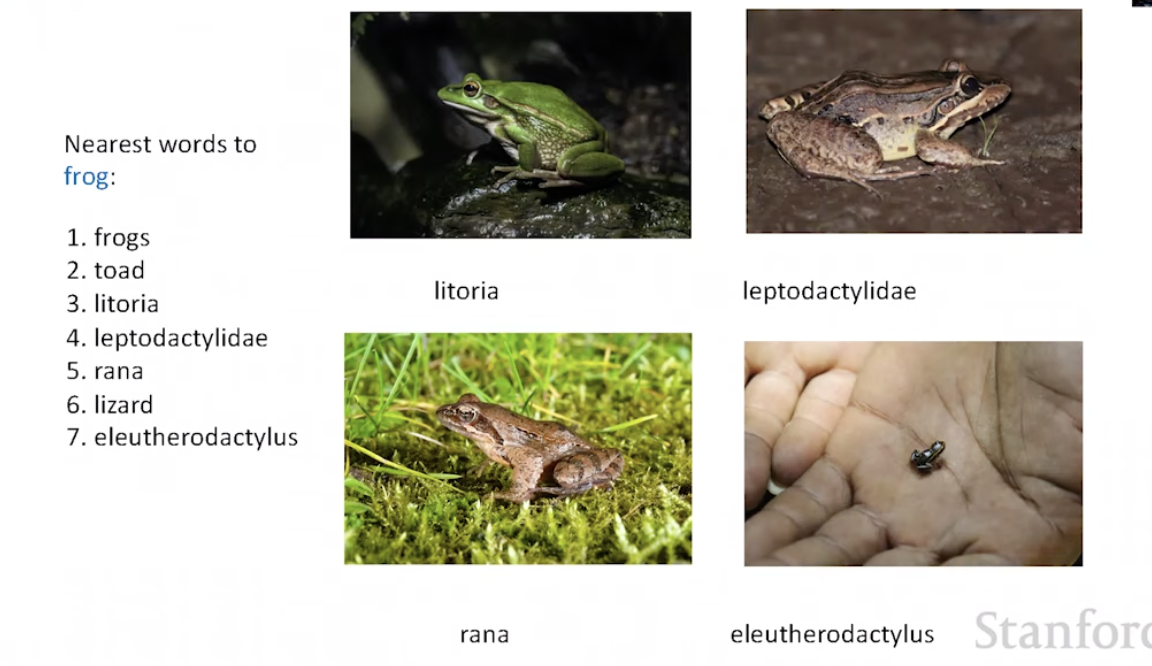 Nearest words to
frog:
1. frogs
2. toad
3. litoria
4. leptodactylidae
5. rana
6. lizard
7. eleutherodactylus
litoria
leptodactylidae
rana
eleutherodactylus